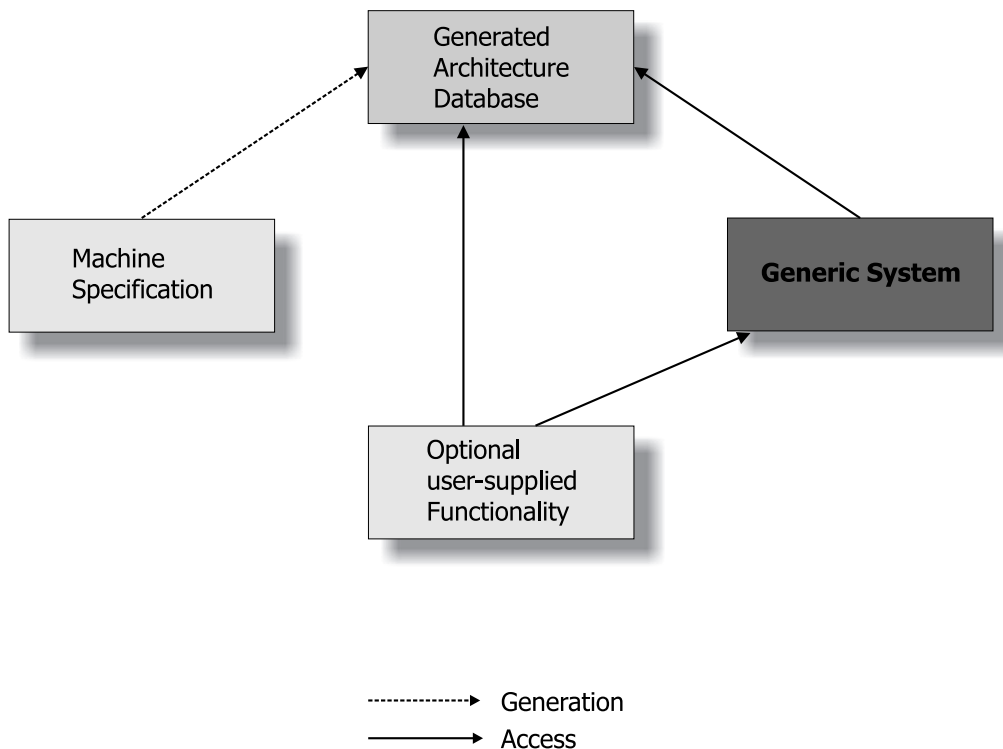 Generated
Architecture
Database
Machine
Specification
Generic System
Optional
user-supplied
Functionality
Generation
Access